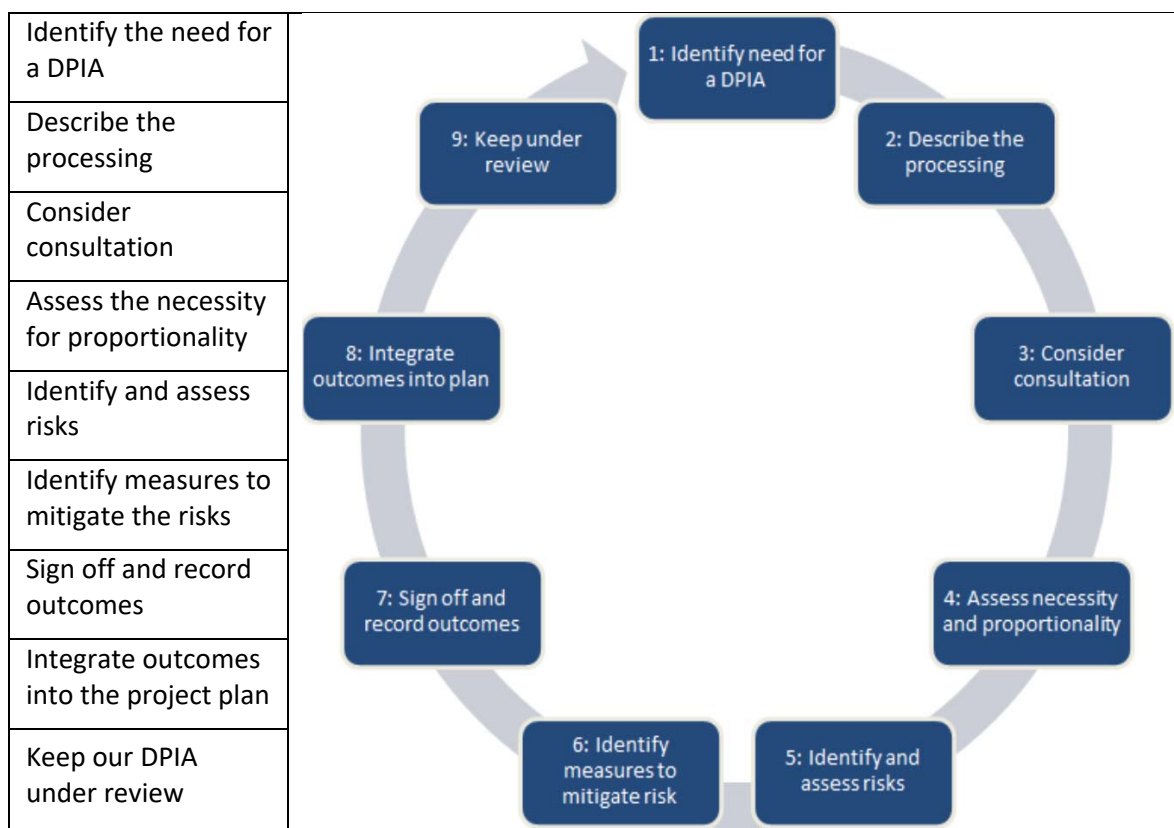 Identify the need for
a DPIA
Describe the
processing
Consider
consultation
Assess the necessity
for proportionality
Identify and assess
risks
Identify measures to
mitigate the risks
Sign off and record
outcomes
Integrate outcomes
into the project plan
Keep our DPIA
under review
1: Identify need for
a DPIA
2: Describe the
processing
3: Consider
consultation
4: Assess necessity
and proportionality
5: Identify and
assess risks
6: Identify
measures to
mitigate risk
7: Sign off and
record outcomes
8: Integrate
outcomes into plan
9: Keep under
review